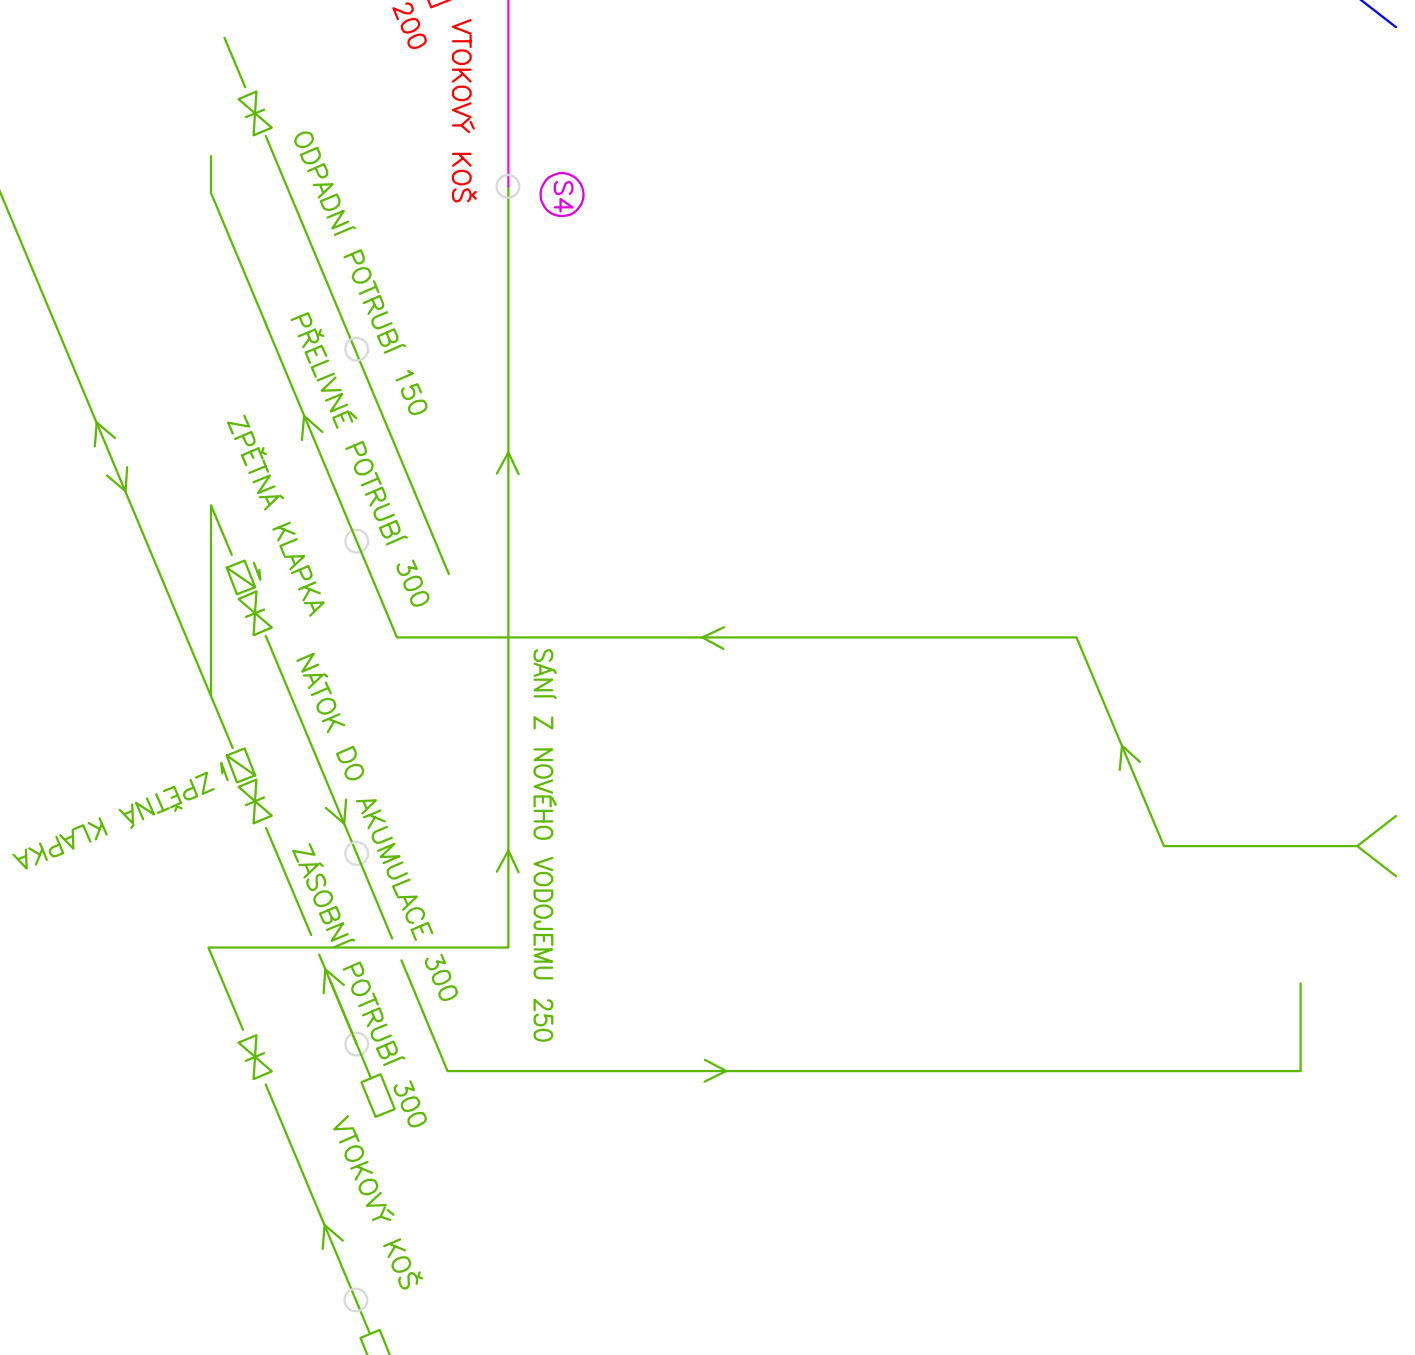 200
VTOKOVÝ KOŠ
S4
ODPADNÍ POTRUBÍ 150
PŘELIVNÉ POTRUBÍ 300
ZPĚTNÁ KLAPKA
NÁTOK DO AKUMULACE 300
SÁNÍ Z NOVÉHO VODOJEMU 250
ZPĚTNÁ KLAPKA
ZÁSOBNÍ POTRUBÍ 300
VTOKOVÝ KOŠ